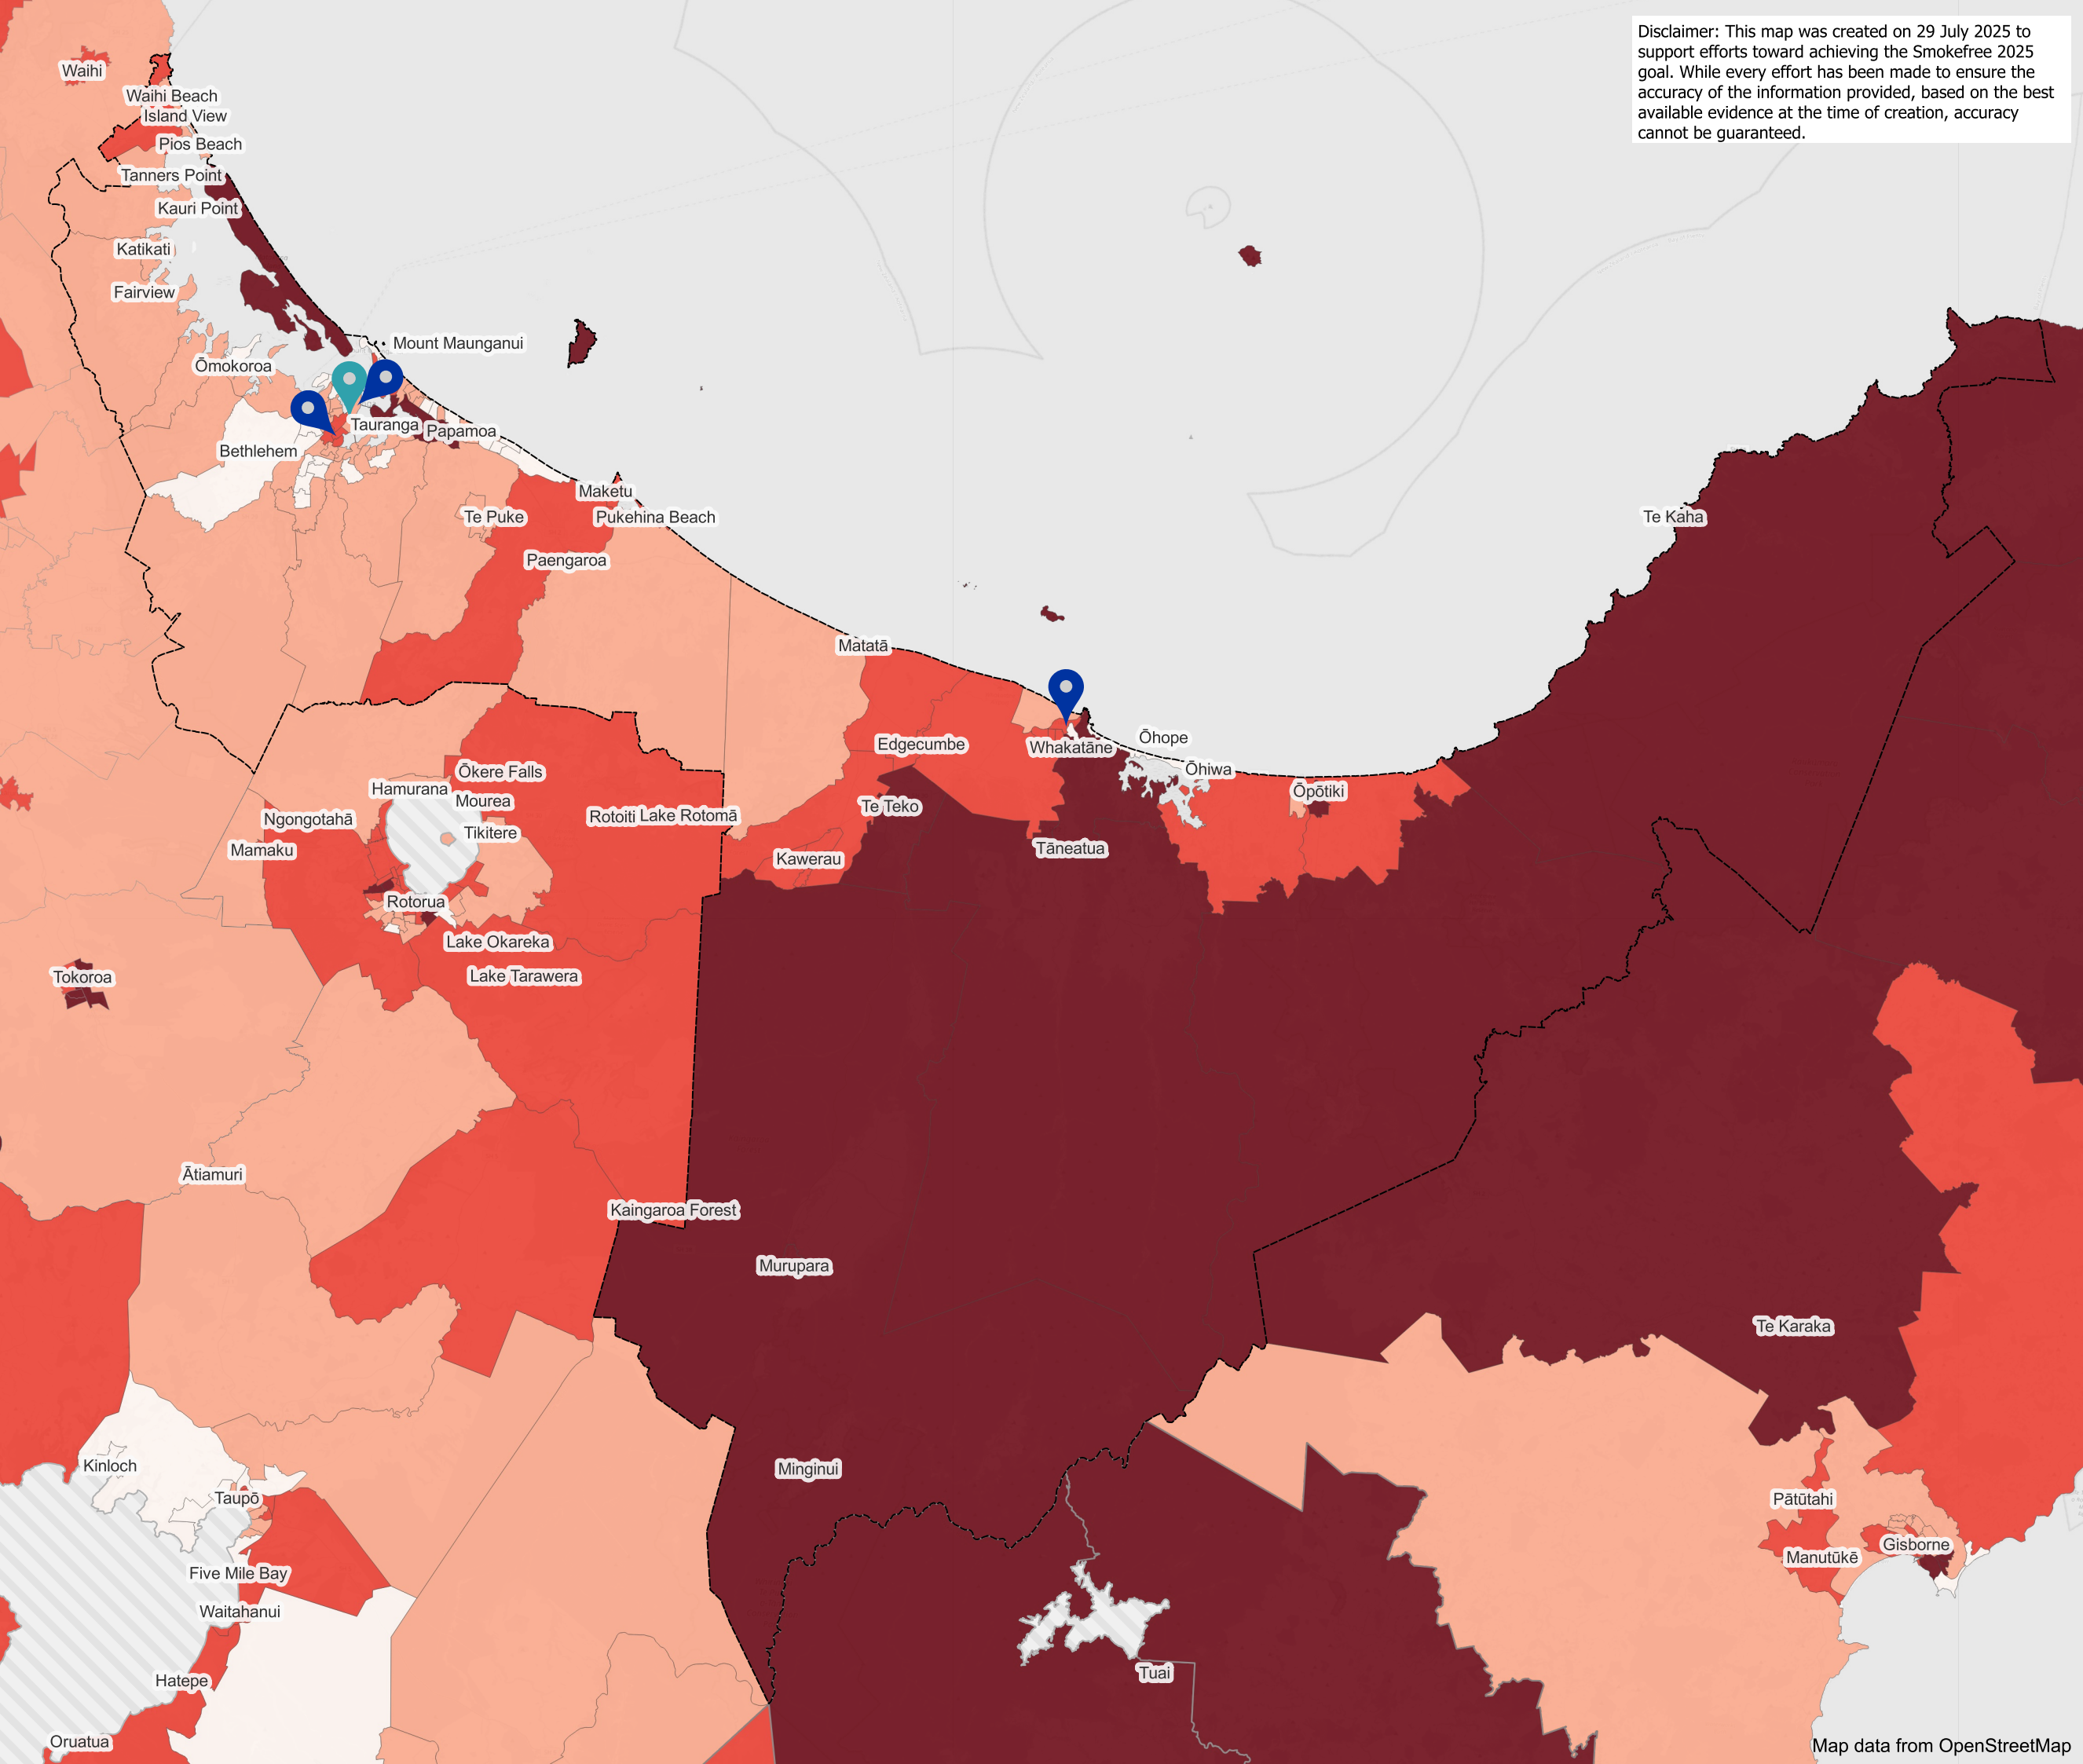 Disclaimer: This map was created on 29 July 2025 to
support efforts toward achieving the Smokefree 2025
goal. While every effort has been made to ensure the
accuracy of the information provided, based on the best
available evidence at the time of creation, accuracy
cannot be guaranteed.
Waihi
Waihi Beach
Island View
Pios Beach
Tanners Point
Kauri Point
Katikati
Fairview
Mount Maunganui
Ōmokoroa
Tauranga
Papamoa
Bethlehem
Maketu
Te Puke
Pukehina Beach
Te Kaha
Paengaroa
Matatā
Edgecumbe
Whakatāne
Ōhope
Ōhiwa
Ōkere Falls
Hamurana
Mourea
Ōpōtiki
Te Teko
Ngongotahā
Rotoiti
Lake Rotomā
Tikitere
Mamaku
Tāneatua
Kawerau
Rotorua
Lake Okareka
Lake Tarawera
Tokoroa
Ātiamuri
Kaingaroa Forest
Murupara
Te Karaka
Kinloch
Minginui
Taupō
Pātūtahi
Gisborne
Manutūkē
Five Mile Bay
Waitahanui
Tuai
Hatepe
Oruatua
Map data from OpenStreetMap